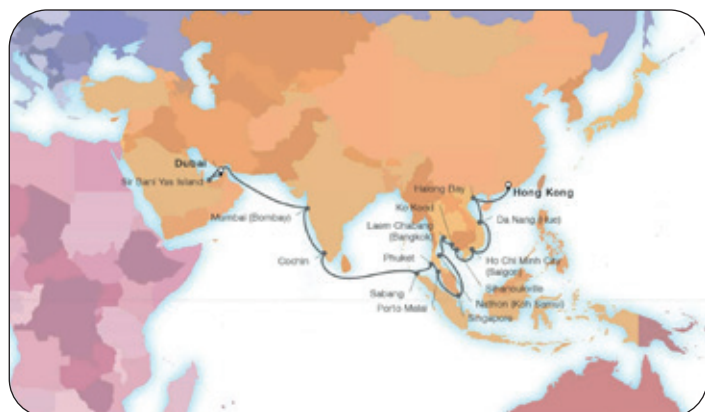 Dubai
Sir Bani Yas Island
Mumbai (Bombay)
Cochin
Sabang
Porto Malai
Phuket
Laem Chabang
(Bangkok)
Ko Kood
Halong Bay
Hong Kong
Da Nang (Hue)
Ho Chi Minh City
(Saigon)
Sihanoukville
Nathon (Koh Samui)
Singapore